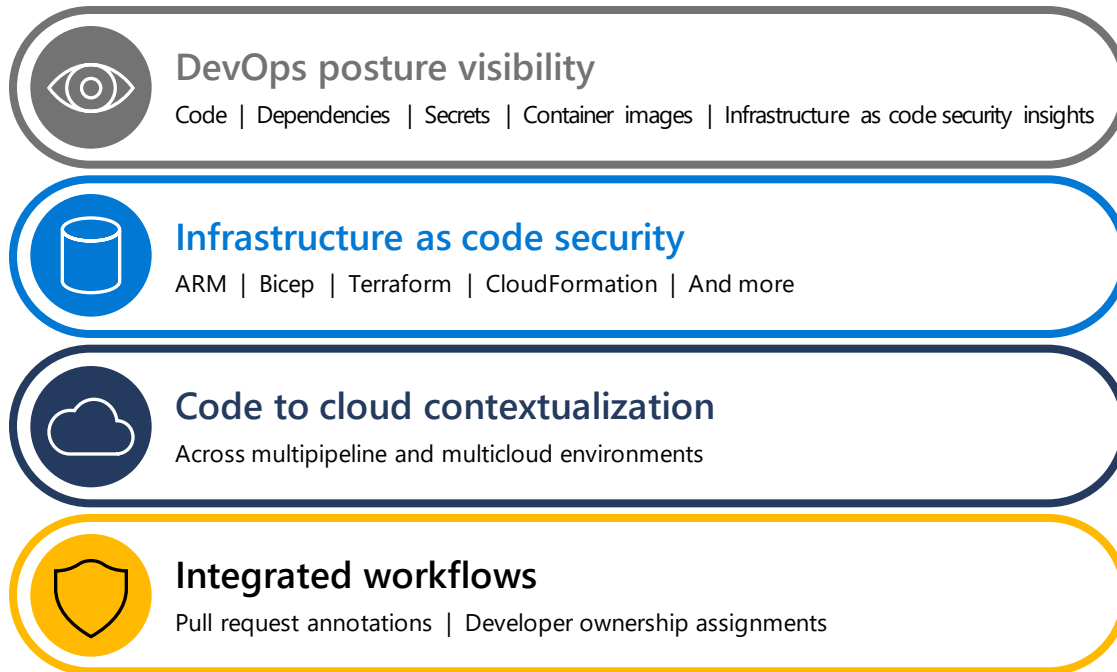 DevOps posture visibility
Code | Dependencies | Secrets | Container images | Infrastructure as code security insights
Infrastructure as code security
ARM | Bicep | Terraform | CloudFormation | And more
Code to cloud contextualization
Across multipipeline and multicloud environments
Integrated workflows
Pull request annotations | Developer ownership assignments